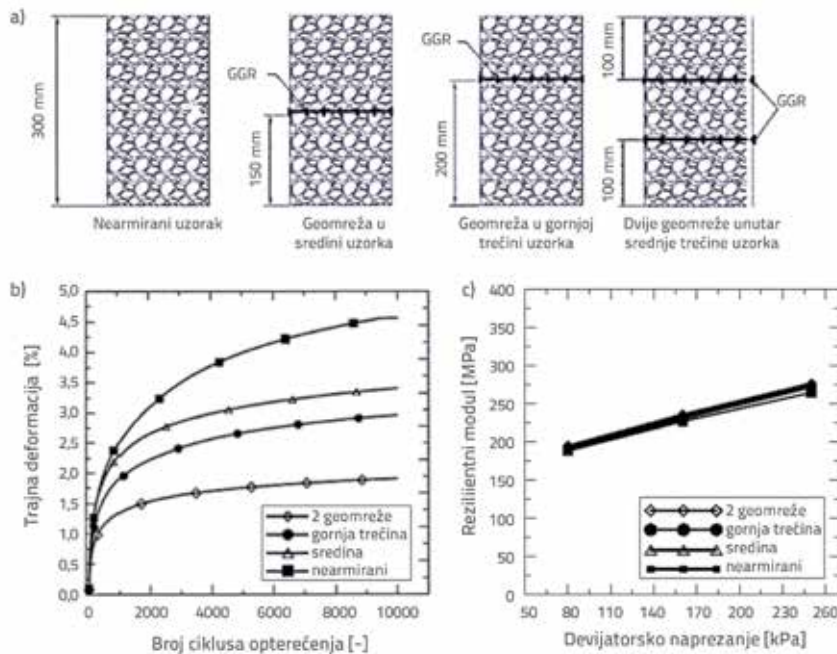 a)
300 mm
Nearmirani uzorak
GGR
150 mm
Geomreža u
sredini uzorka
GGR
200 mm
Geomreža u gornjoj
trećini uzorka
100 mm
100 mm
GGR
Dvije geomreže unutar
srednje trećine uzorka
b)
Trajna deformacija [%]
5,0
4,5
4,0
3,5
3,0
2,5
2,0
1,5
1,0
0,5
0,0
0
2000
4000
6000
8000
10000
Broj ciklusa opterećenja [-]
2 geomreže
gornja trećina
sredina
nearmirani
c)
Rezilijentni modul [MPa]
400
350
300
250
200
150
100
50
0
50
80
110
140
170
200
230
260
Devijatorsko naprezanje [kPa]
2 geomreže
gornja trećina
sredina
nearmirani